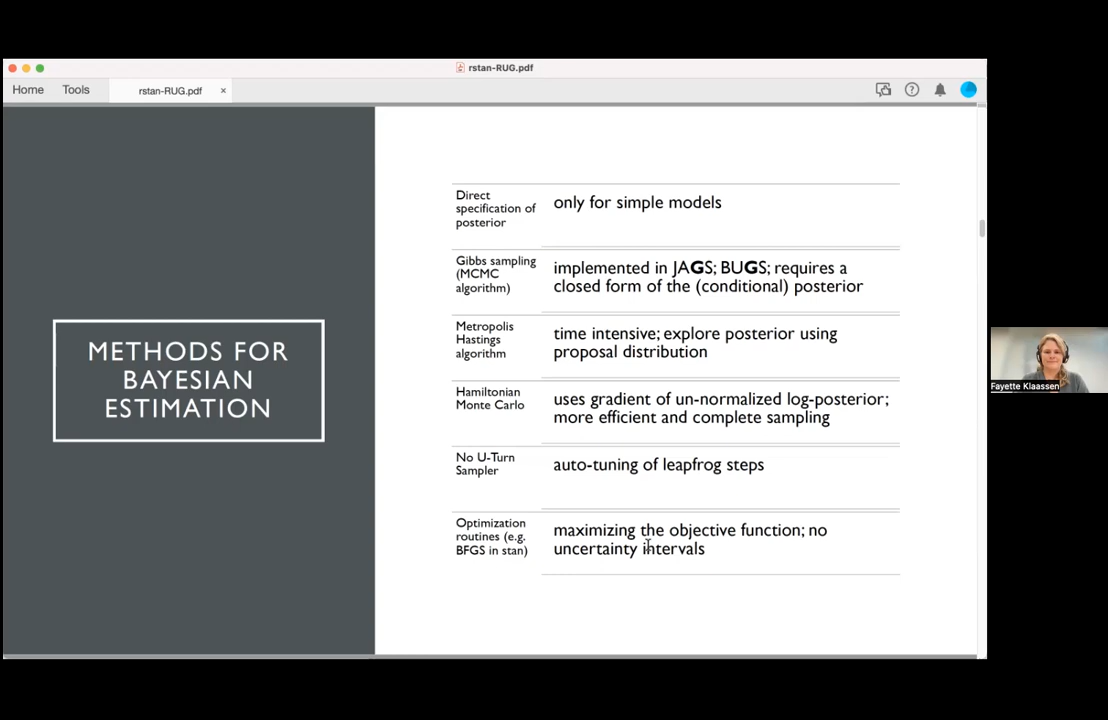 rstan-RUG.pdf
Home
Tools
rstan-RUG.pdf
×
METHODS FOR
BAYESIAN
ESTIMATION
Direct
specification of
posterior
only for simple models
Gibbs sampling
(MCMC
algorithm)
implemented in JAGS; BUGS; requires a
closed form of the (conditional) posterior
Metropolis
Hastings
algorithm
time intensive; explore posterior using
proposal distribution
Hamiltonian
Monte Carlo
uses gradient of un-normalized log-posterior;
more efficient and complete sampling
No U-Turn
Sampler
auto-tuning of leapfrog steps
Optimization
routines (e.g.
BFGS in stan)
maximizing the objective function; no
uncertainty intervals
Fayette Klaassen